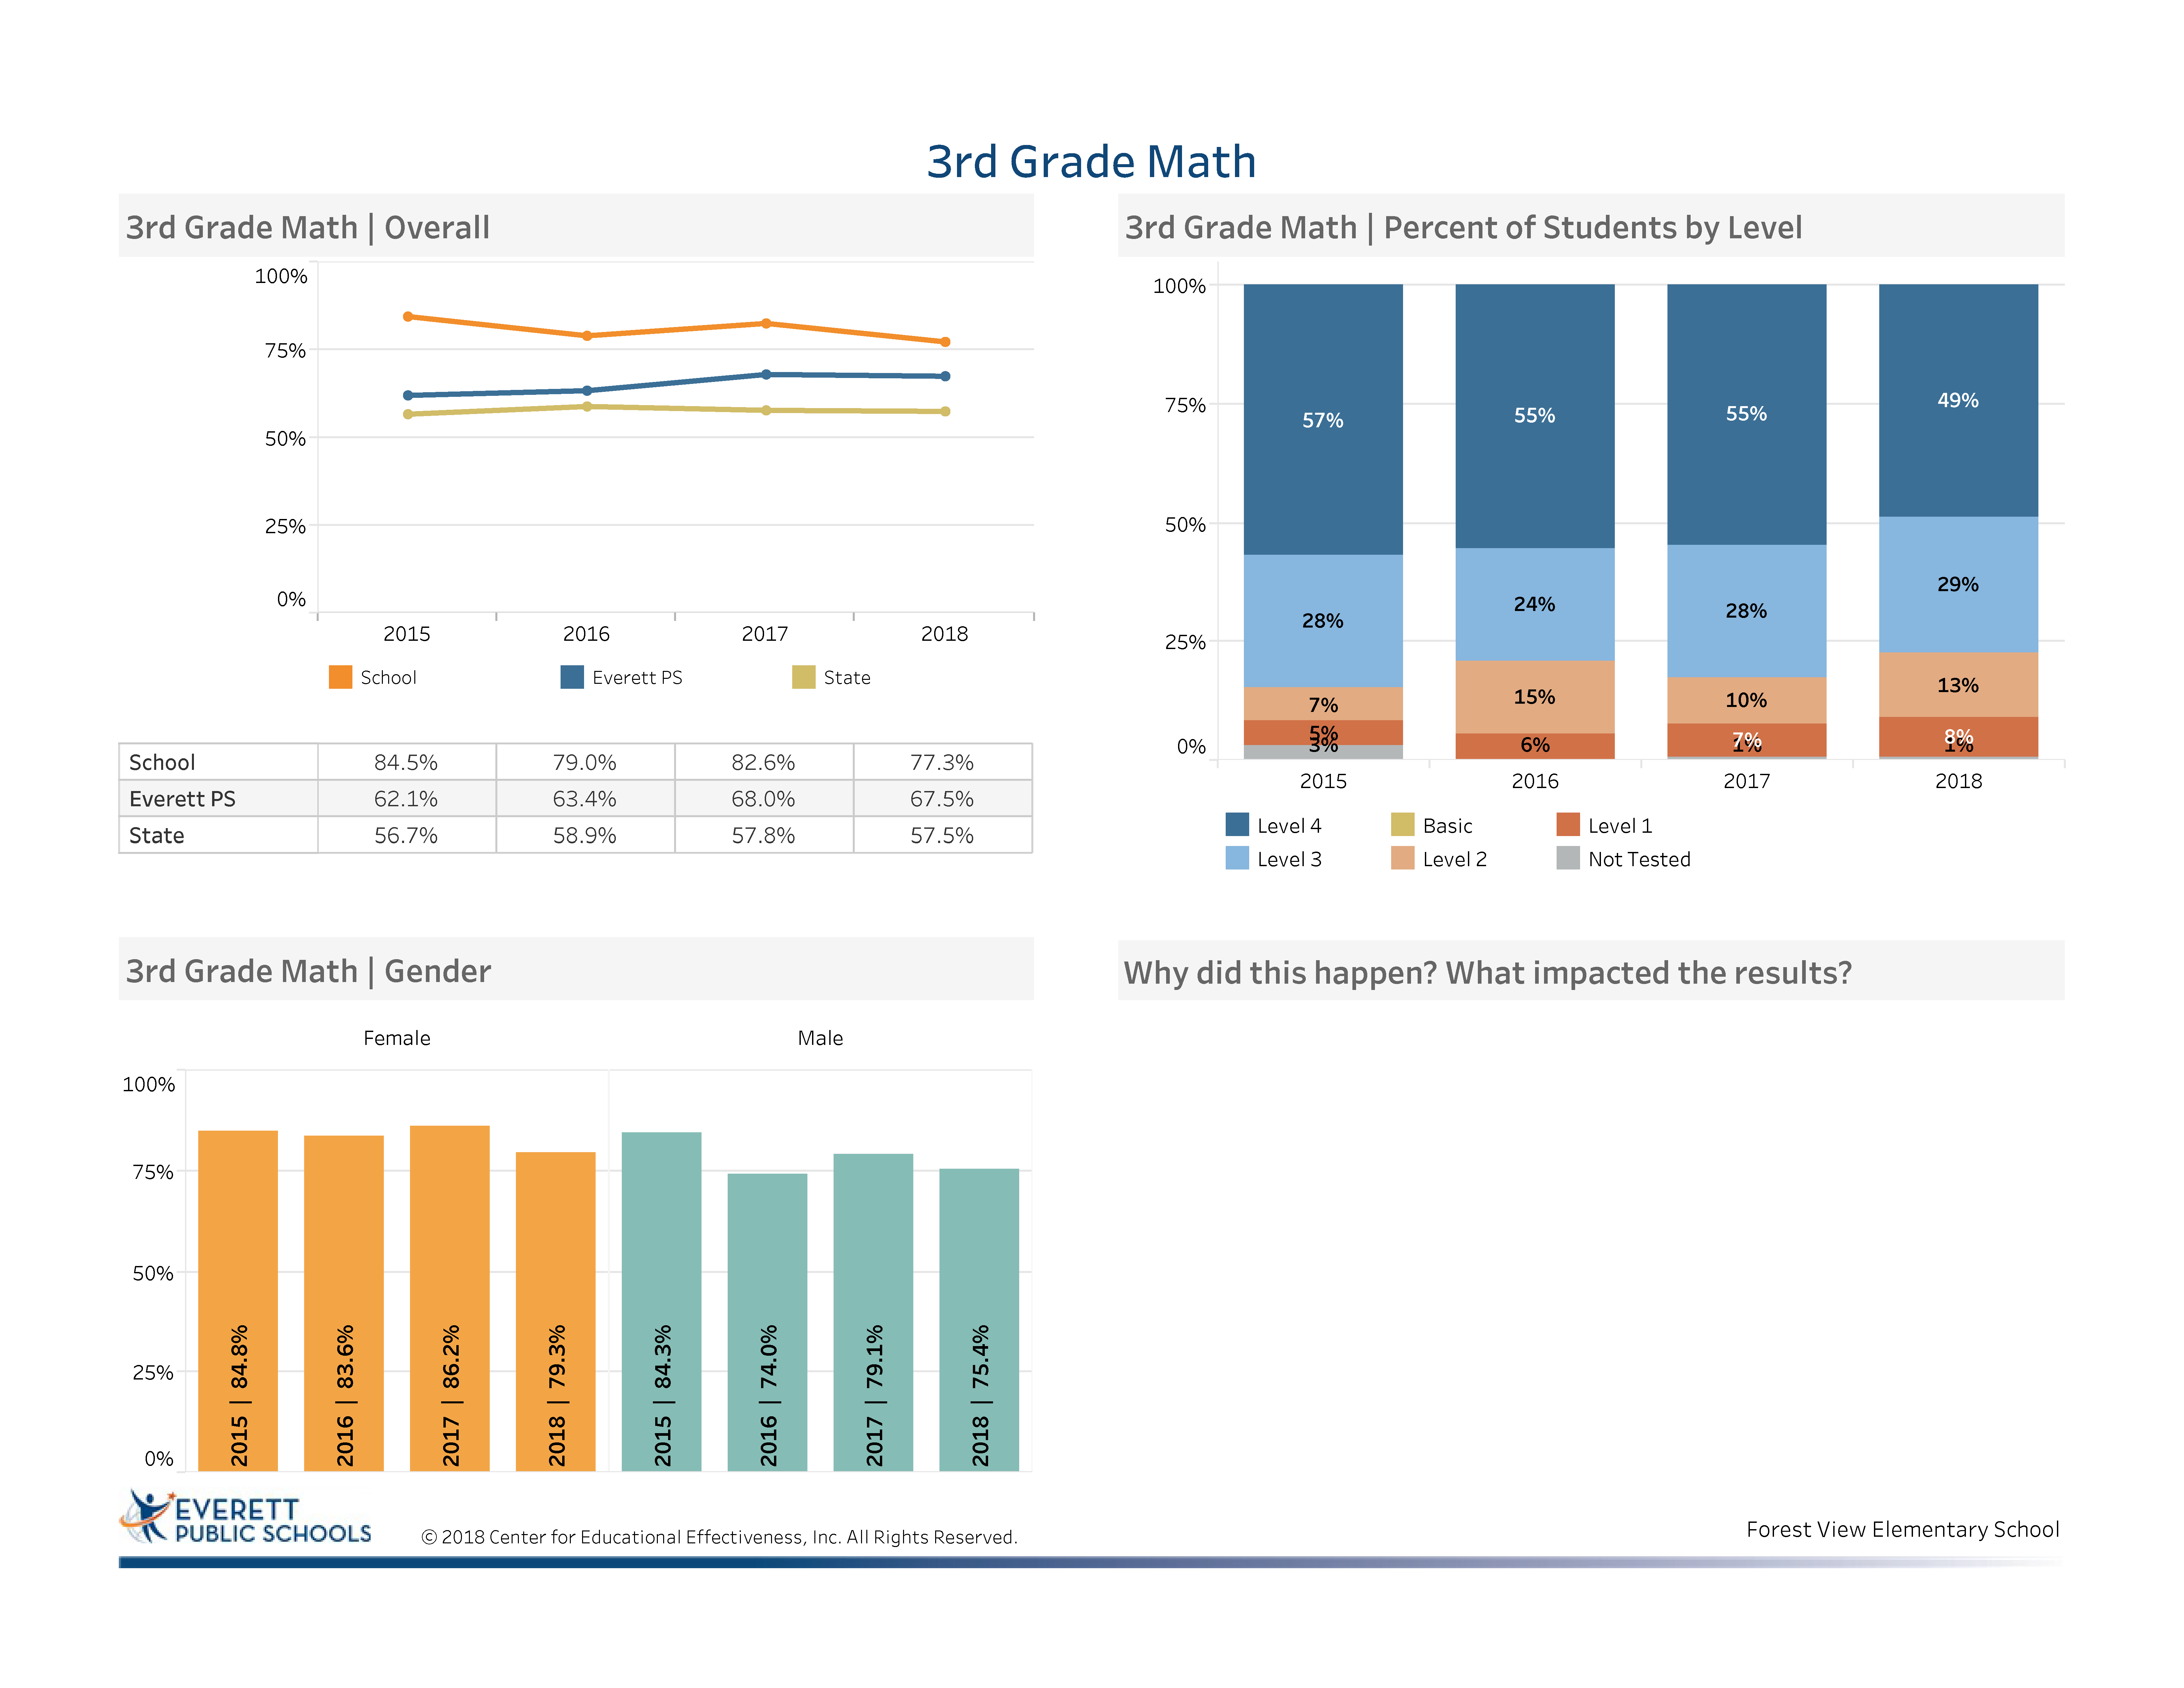 3rd Grade Math
3rd Grade Math | Overall
100%
75%
50%
25%
0%
2015 2016 2017 2018
School Everett PS State
School 84.5% 79.0% 82.6% 77.3%
Everett PS 62.1% 63.4% 68.0% 67.5%
State 56.7% 58.9% 57.8% 57.5%
3rd Grade Math | Percent of Students by Level
100%
75%
50%
25%
0%
57% 55% 55% 49%
28% 24% 28% 29%
7% 15% 10% 13%
5% 6% 7% 8%
3% 1% 1%
2015 2016 2017 2018
Level 4 Basic Level 1
Level 3 Level 2 Not Tested
3rd Grade Math | Gender
Female Male
100%
75%
50%
25%
0%
2015 | 84.8%
2016 | 83.6%
2017 | 86.2%
2018 | 79.3%
2015 | 84.3%
2016 | 74.0%
2017 | 79.1%
2018 | 75.4%
Why did this happen? What impacted the results?
EVERETT
PUBLIC SCHOOLS
© 2018 Center for Educational Effectiveness, Inc. All Rights Reserved.
Forest View Elementary School